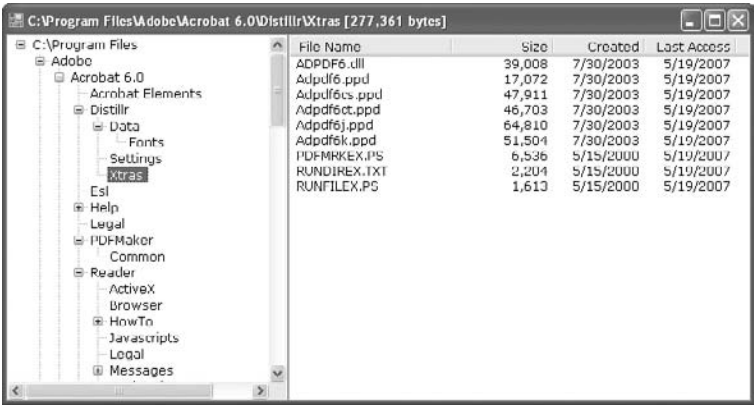 C:\Program Files\Adobe\Acrobat 6.0\Distillr\Xtras [277,361 bytes]
C:\Program Files
Adobe
Acrobat 6.0
Acrobat Elements
Distillr
Data
Fonts
Settings
Xtras
Esl
Help
Legal
PDFMaker
Common
Reader
ActiveX
Browser
HowTo
Javascripts
Legal
Messages
File Name Size Created Last Access
ADPDF6.dll 39,008 7/30/2003 5/19/2007
Adpdf6.ppd 17,072 7/30/2003 5/19/2007
Adpdf6cs.ppd 47,911 7/30/2003 5/19/2007
Adpdf6ct.ppd 46,703 7/30/2003 5/19/2007
Adpdf6j.ppd 64,810 7/30/2003 5/19/2007
Adpdf6k.ppd 51,504 7/30/2003 5/19/2007
PDFMRKEX.PS 6,536 5/15/2000 5/19/2007
RUNDIREX.TXT 2,204 5/15/2000 5/19/2007
RUNFILEX.PS 1,613 5/15/2000 5/19/2007